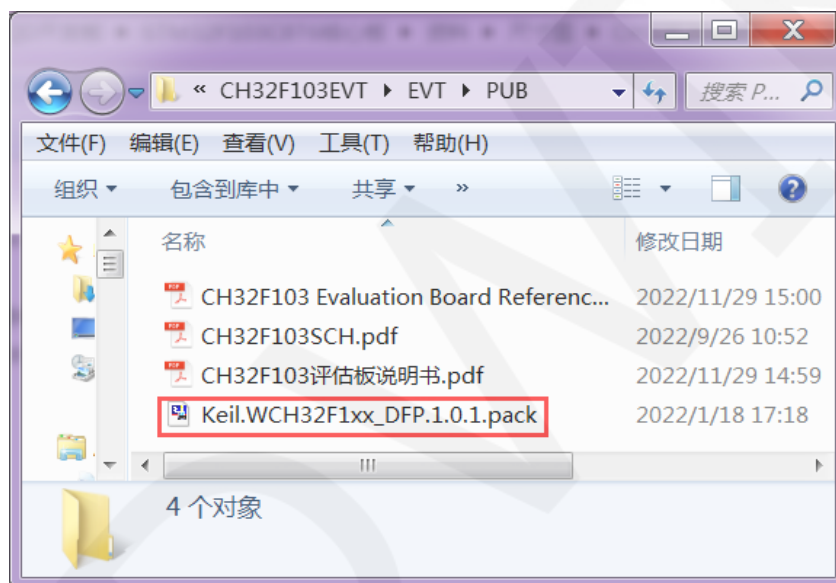 « CH32F103EVT ▸ EVT ▸ PUB
搜索 P...
文件(F) 编辑(E) 查看(V) 工具(T) 帮助(H)
组织 包含到库中 共享 »
名称 修改日期
CH32F103 Evaluation Board Referenc... 2022/11/29 15:00
CH32F103SCH.pdf 2022/9/26 10:52
CH32F103评估板说明书.pdf 2022/11/29 14:59
Keil.WCH32F1xx_DFP.1.0.1.pack 2022/1/18 17:18
4 个对象